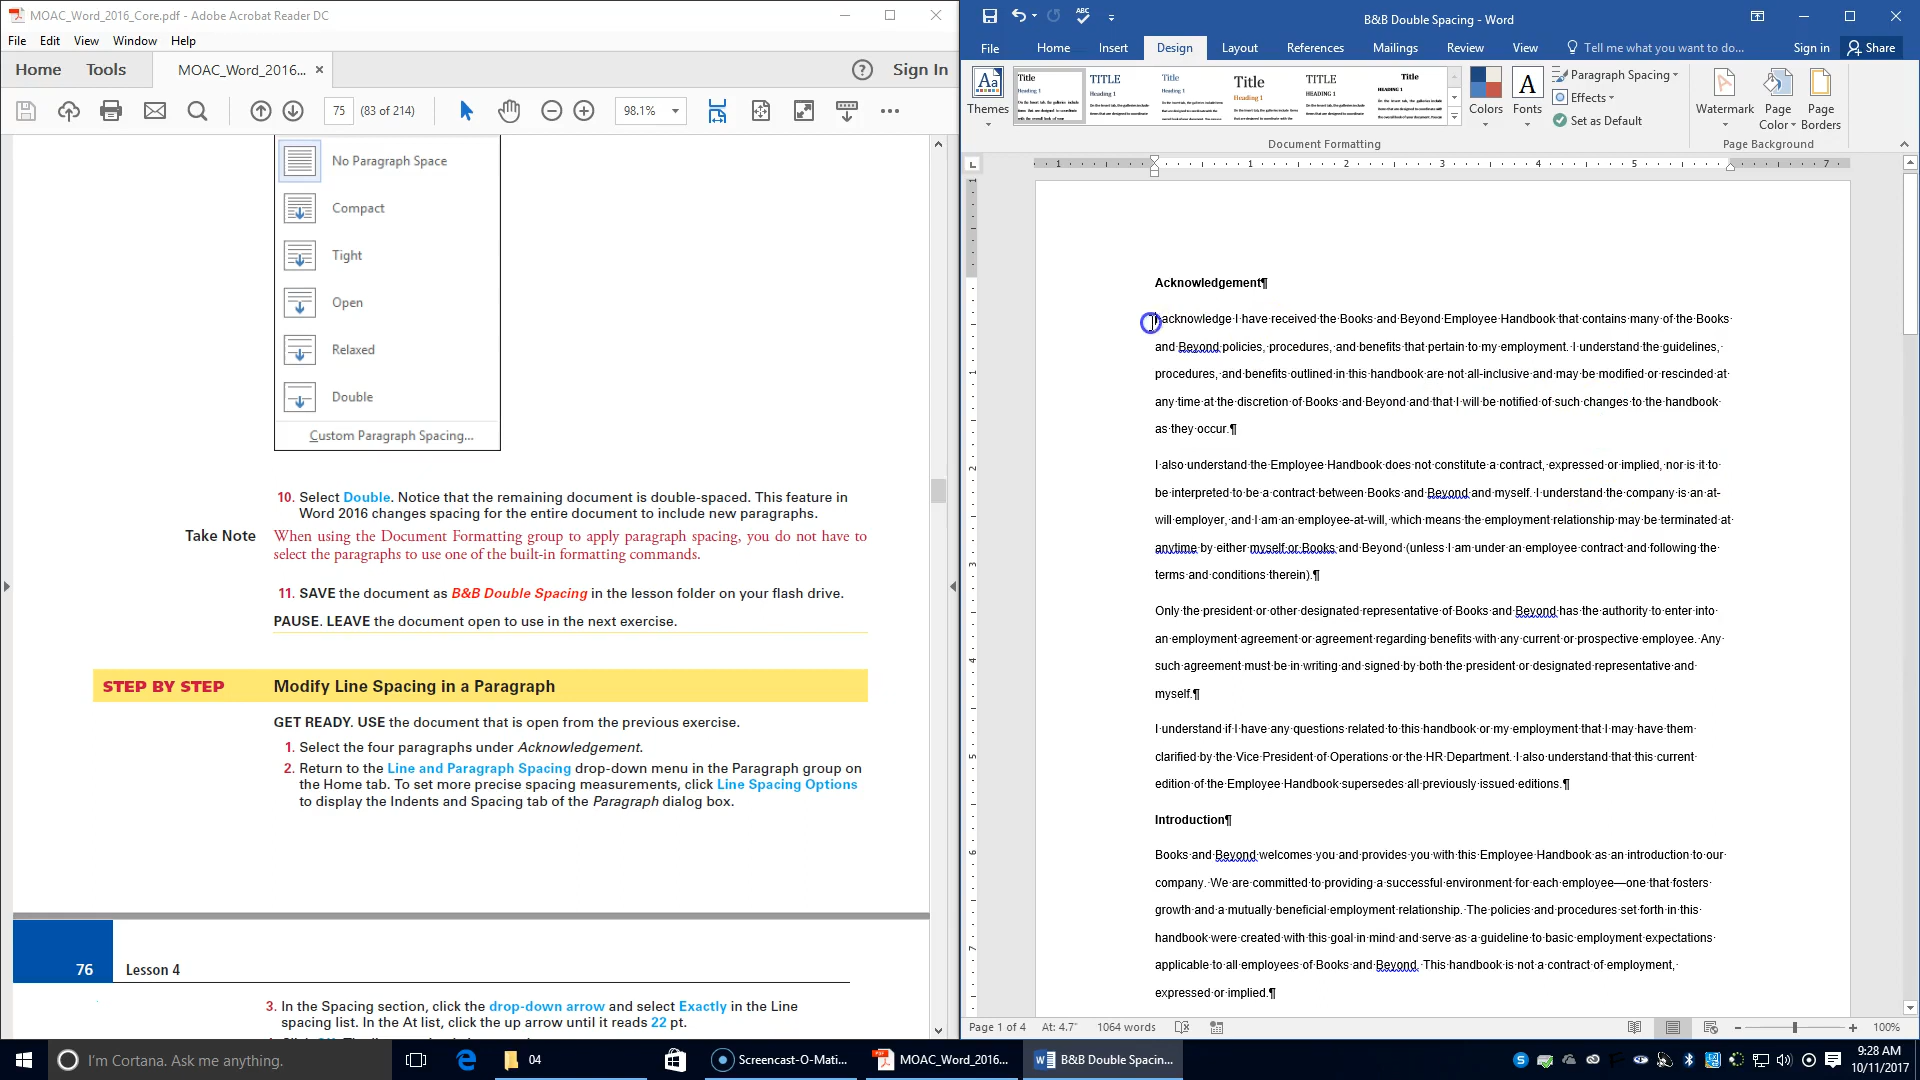 MOAC_Word_2016_Core.pdf - Adobe Acrobat Reader DC
File Edit View Window Help
Home Tools MOAC_Word_2016... × Sign In
75 (83 of 214) 98.1%
No Paragraph Space
Compact
Tight
Open
Relaxed
Double
Custom Paragraph Spacing...
10. Select Double. Notice that the remaining document is double-spaced. This feature in
Word 2016 changes spacing for the entire document to include new paragraphs.
Take Note When using the Document Formatting group to apply paragraph spacing, you do not have to
select the paragraphs to use one of the built-in formatting commands.
11. SAVE the document as B&B Double Spacing in the lesson folder on your flash drive.
PAUSE. LEAVE the document open to use in the next exercise.
STEP BY STEP Modify Line Spacing in a Paragraph
GET READY. USE the document that is open from the previous exercise.
1. Select the four paragraphs under Acknowledgement.
2. Return to the Line and Paragraph Spacing drop-down menu in the Paragraph group on
the Home tab. To set more precise spacing measurements, click Line Spacing Options
to display the Indents and Spacing tab of the Paragraph dialog box.
76 Lesson 4
3. In the Spacing section, click the drop-down arrow and select Exactly in the Line
spacing list. In the At list, click the up arrow until it reads 22 pt.
B&B Double Spacing - Word
File Home Insert Design Layout References Mailings Review View Tell me what you want to do... Sign in Share
Themes
Title
Heading 1
TITLE
Heading 1
Title
Heading 1
Title
Heading 1
TITLE
HEADING 1
Title
HEADING 1
Colors Fonts
Paragraph Spacing
Effects
Set as Default
Watermark Page Color Page Borders
Document Formatting Page Background
1 1 2 3 4 5 7
Acknowledgement¶
I acknowledge I have received the Books and Beyond Employee Handbook that contains many of the Books
and Beyond policies, procedures, and benefits that pertain to my employment. I understand the guidelines,
procedures, and benefits outlined in this handbook are not all-inclusive and may be modified or rescinded at
any time at the discretion of Books and Beyond and that I will be notified of such changes to the handbook
as they occur.¶
I also understand the Employee Handbook does not constitute a contract, expressed or implied, nor is it to
be interpreted to be a contract between Books and Beyond and myself. I understand the company is an at-
will employer, and I am an employee-at-will, which means the employment relationship may be terminated at
anytime by either myself or Books and Beyond (unless I am under an employee contract and following the
terms and conditions therein).¶
Only the president or other designated representative of Books and Beyond has the authority to enter into
an employment agreement or agreement regarding benefits with any current or prospective employee. Any
such agreement must be in writing and signed by both the president or designated representative and
myself.¶
I understand if I have any questions related to this handbook or my employment that I may have them
clarified by the Vice President of Operations or the HR Department. I also understand that this current
edition of the Employee Handbook supersedes all previously issued editions.¶
Introduction¶
Books and Beyond welcomes you and provides you with this Employee Handbook as an introduction to our
company. We are committed to providing a successful environment for each employee—one that fosters
growth and a mutually beneficial employment relationship. The policies and procedures set forth in this
handbook were created with this goal in mind and serve as a guideline to basic employment expectations
applicable to all employees of Books and Beyond. This handbook is not a contract of employment,
expressed or implied.¶
Page 1 of 4 At: 4.7" 1064 words 100%
I'm Cortana. Ask me anything. 04 Screencast-O-Mati... MOAC_Word_2016... B&B Double Spacin...
9:28 AM
10/11/2017